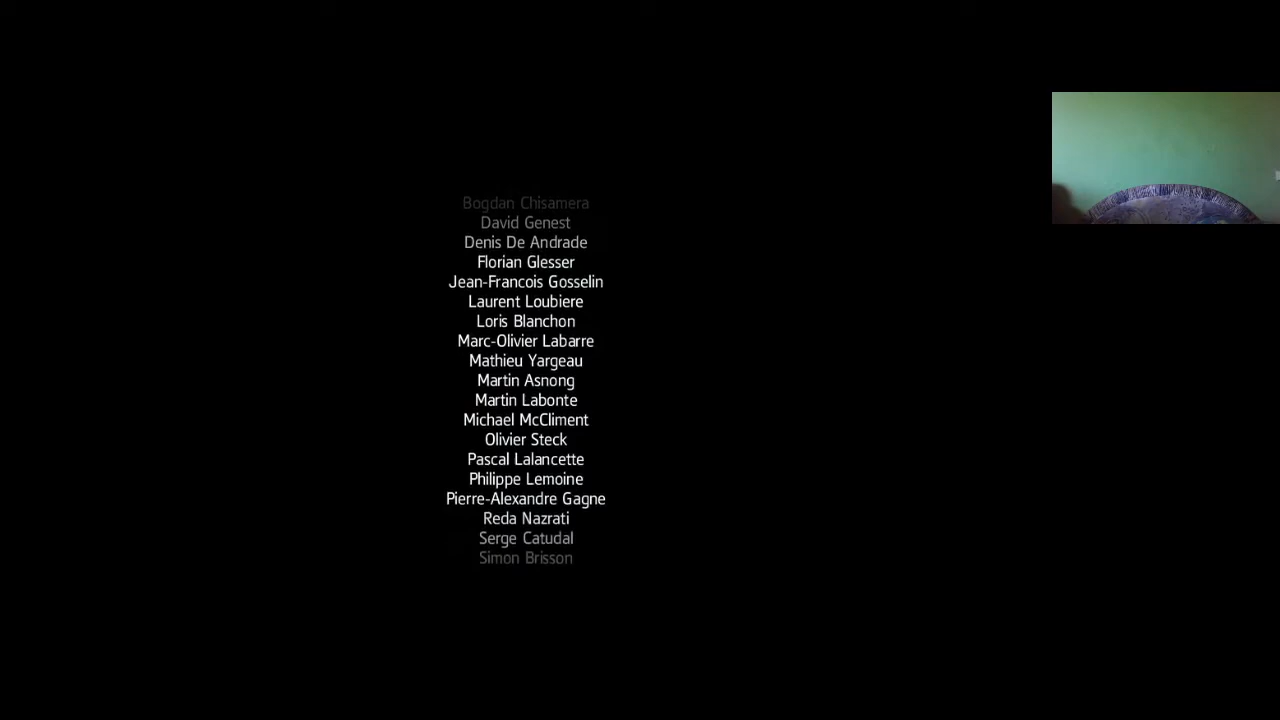 Bogdan Chisamera
David Genest
Denis De Andrade
Florian Glesser
Jean-Francois Gosselin
Laurent Loubiere
Loris Blanchon
Marc-Olivier Labarre
Mathieu Yargeau
Martin Asnong
Martin Labonte
Michael McCliment
Olivier Steck
Pascal Lalancette
Philippe Lemoine
Pierre-Alexandre Gagne
Reda Nazrati
Serge Catudal
Simon Brisson